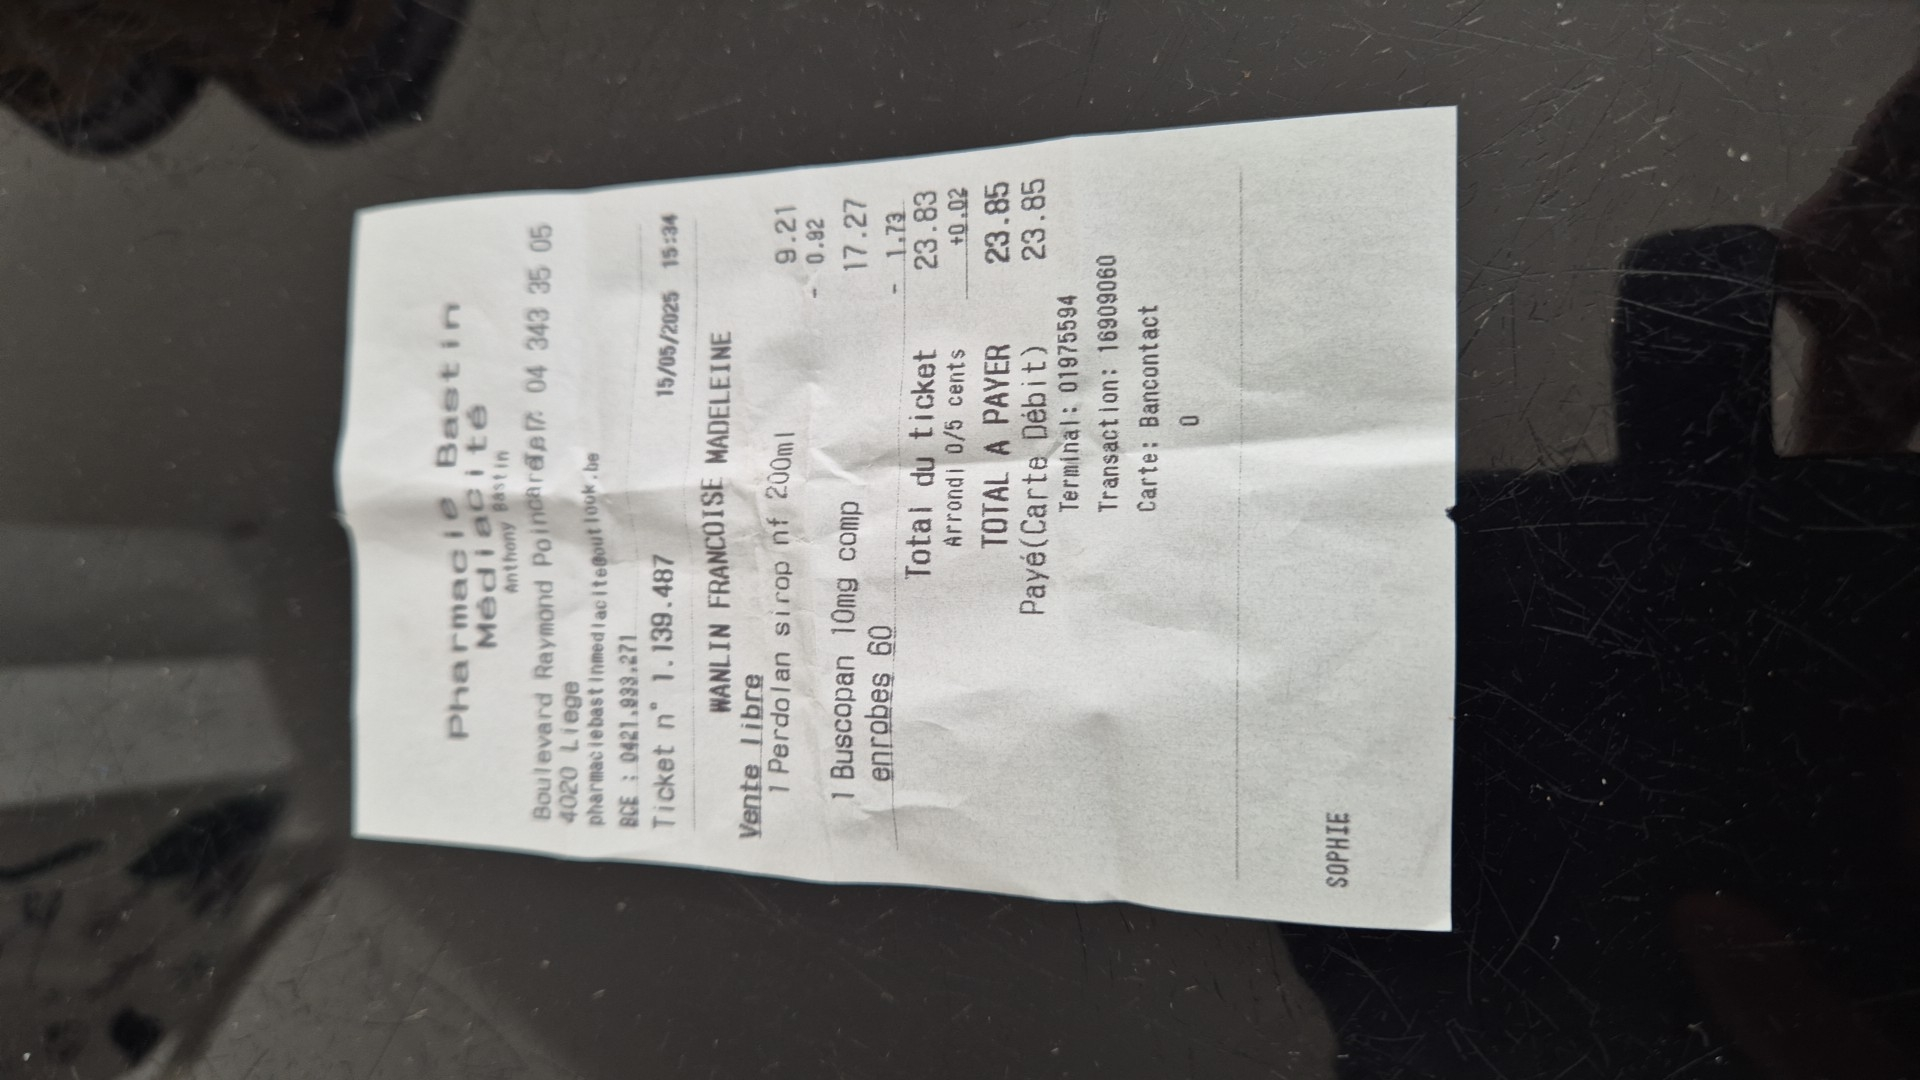 Pharmacie Bastin
Médiacité
Anthony Bastin
Boulevard Raymond 04 343 35 05
4020 Liege
pharmaciebastinmediacite@outlook.be
BCE : 0421.933.271
Ticket n° 1.139.487 15/05/2025 15:34
WANLIN FRANCOISE MADELEINE
Vente libre
1 Perdolan sirop nf 200ml 9.21
- 0.92
1 Buscopan 10mg comp 17.27
enrobes 60 - 1.73
Total du ticket 23.83
Arrondi 0/5 cents +0.02
TOTAL A PAYER 23.85
Payé(Carte Débit) 23.85
Terminal: 01975594
Transaction: 16909060
Carte: Bancontact
0
SOPHIE